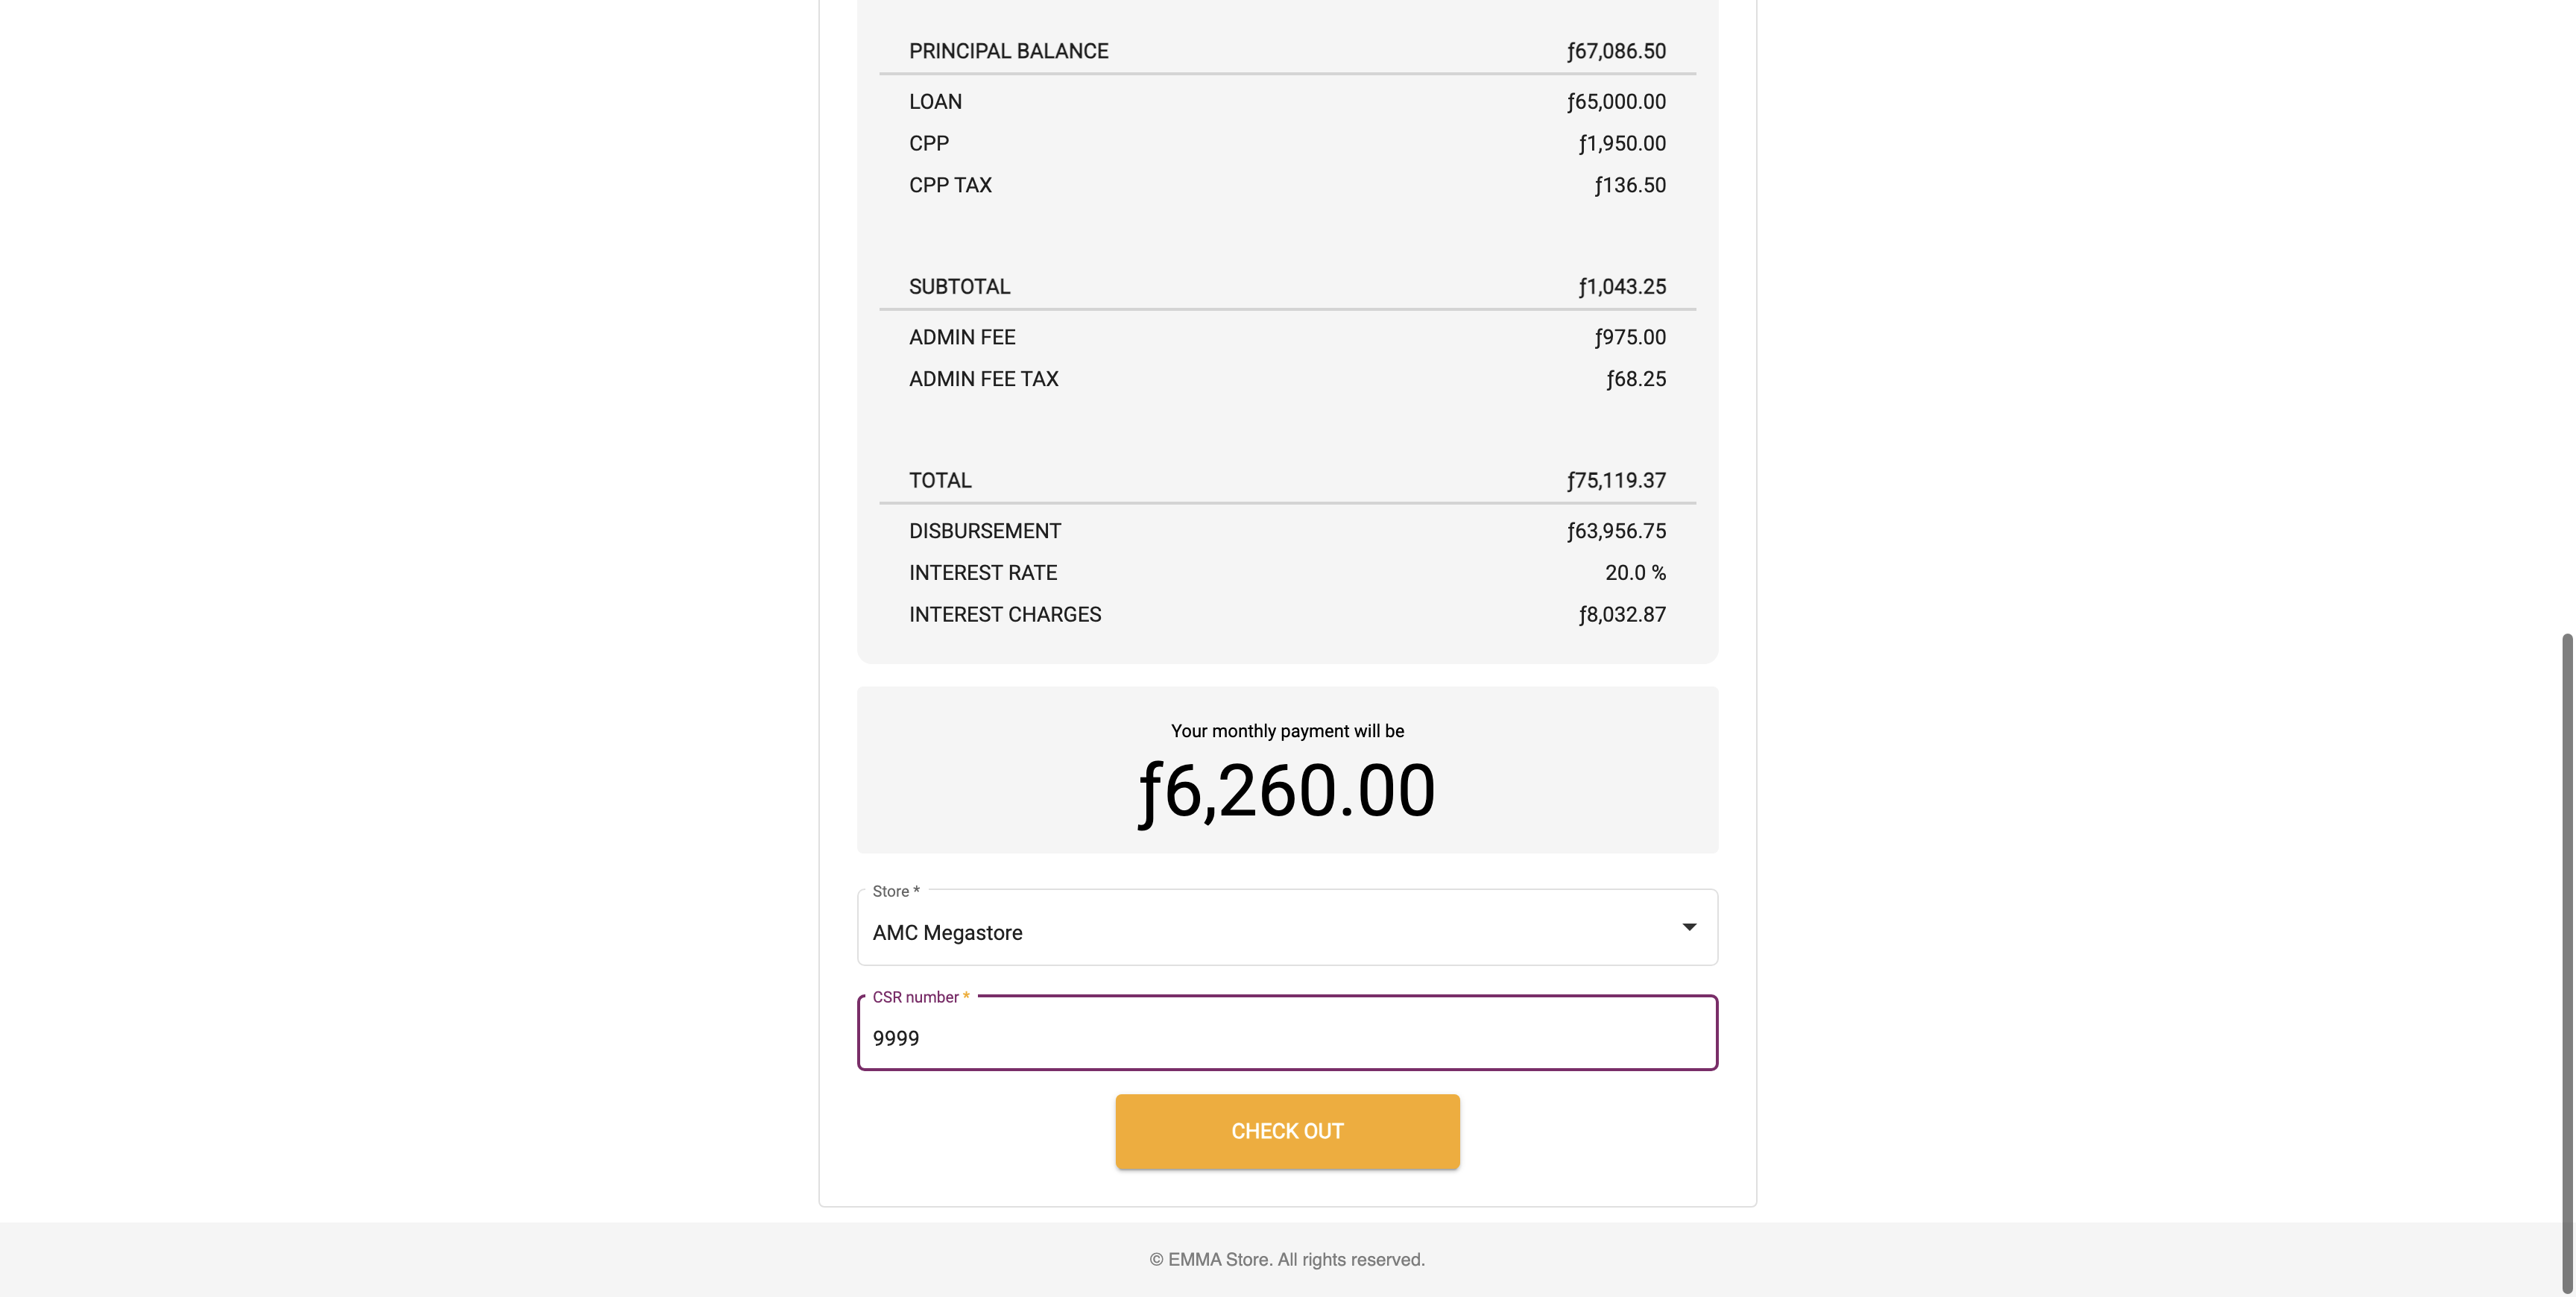 PRINCIPAL BALANCE ƒ67,086.50
LOAN ƒ65,000.00
CPP ƒ1,950.00
CPP TAX ƒ136.50
SUBTOTAL ƒ1,043.25
ADMIN FEE ƒ975.00
ADMIN FEE TAX ƒ68.25
TOTAL ƒ75,119.37
DISBURSEMENT ƒ63,956.75
INTEREST RATE 20.0 %
INTEREST CHARGES ƒ8,032.87
Your monthly payment will be
ƒ6,260.00
Store *
AMC Megastore
CSR number *
9999
CHECK OUT
© EMMA Store. All rights reserved.